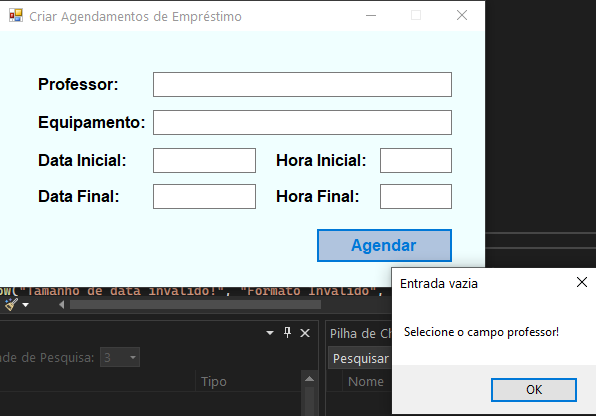 Criar Agendamentos de Empréstimo
Professor:
Equipamento:
Data Inicial:
Hora Inicial:
Data Final:
Hora Final:
Agendar
ow("Tamanho de data inválido!", "Formato Inválido",
Entrada vazia
Selecione o campo professor!
OK
de de Pesquisa: 3
Tipo
Pilha de Ch
Pesquisar
Nome